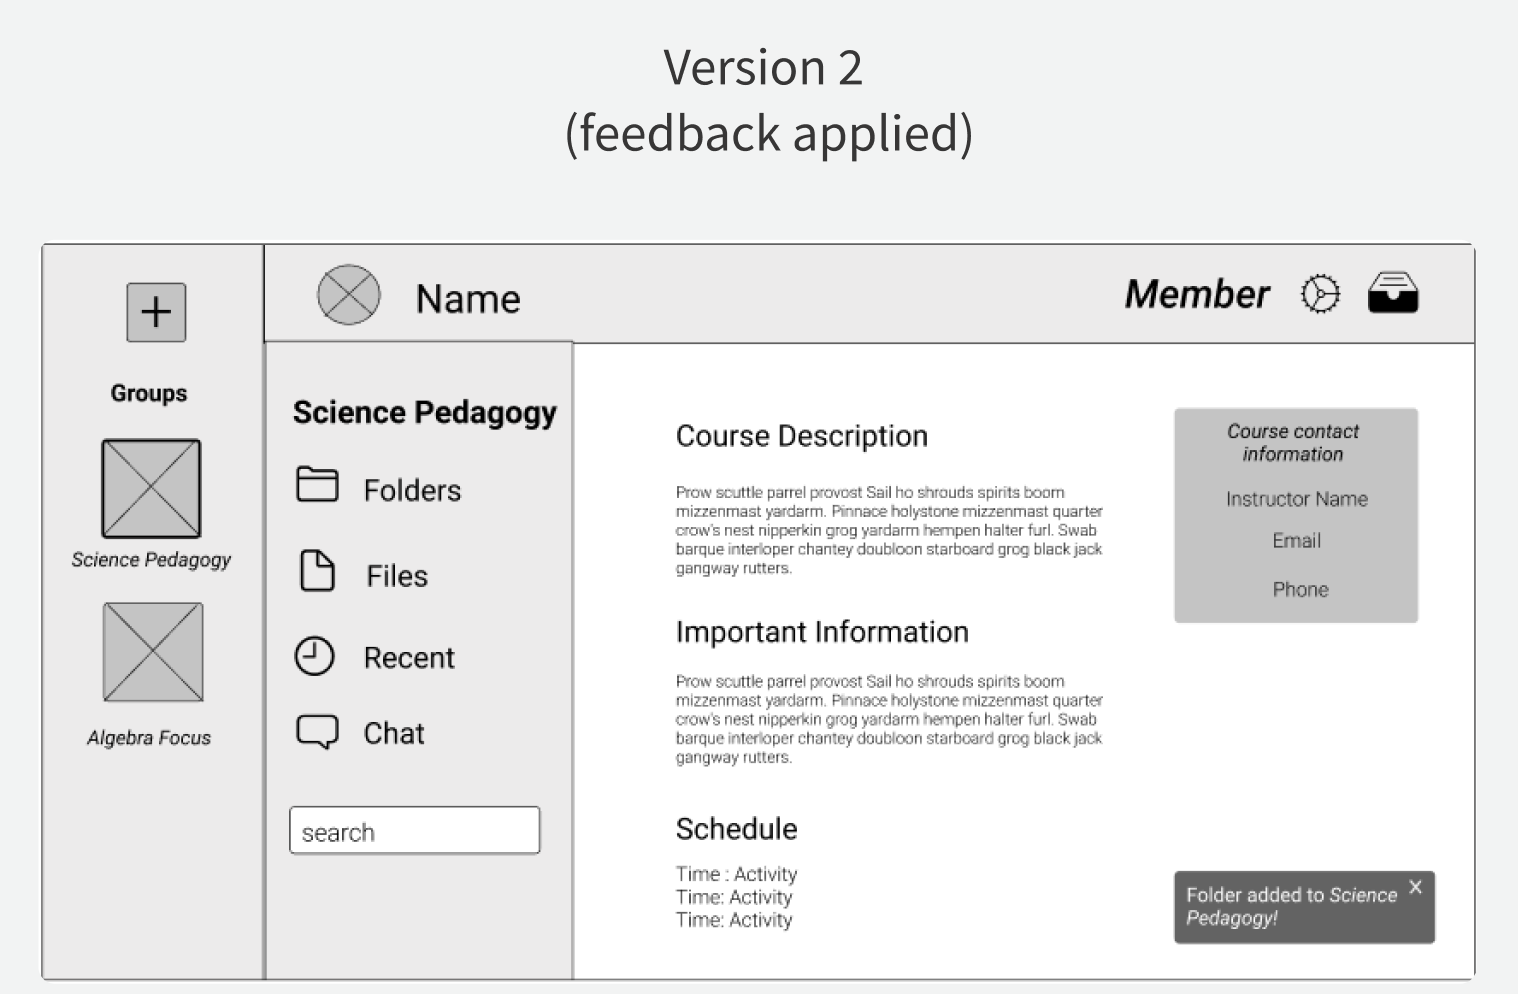 Version 2
(feedback applied)
Name
Member
Groups
Science Pedagogy
Algebra Focus
Science Pedagogy
Folders
Files
Recent
Chat
search
Course Description
Prow scuttle parrel provost Sail ho shrouds spirits boom
mizzenmast yardarm. Pinnace holystone mizzenmast quarter
crow's nest nipperkin grog yardarm hempen halter furl. Swab
barque interloper chantey doubloon starboard grog black jack
gangway rutters.
Important Information
Prow scuttle parrel provost Sail ho shrouds spirits boom
mizzenmast yardarm. Pinnace holystone mizzenmast quarter
crow's nest nipperkin grog yardarm hempen halter furl. Swab
barque interloper chantey doubloon starboard grog black jack
gangway rutters.
Schedule
Time : Activity
Time: Activity
Time: Activity
Course contact
information
Instructor Name
Email
Phone
Folder added to Science X
Pedagogy!